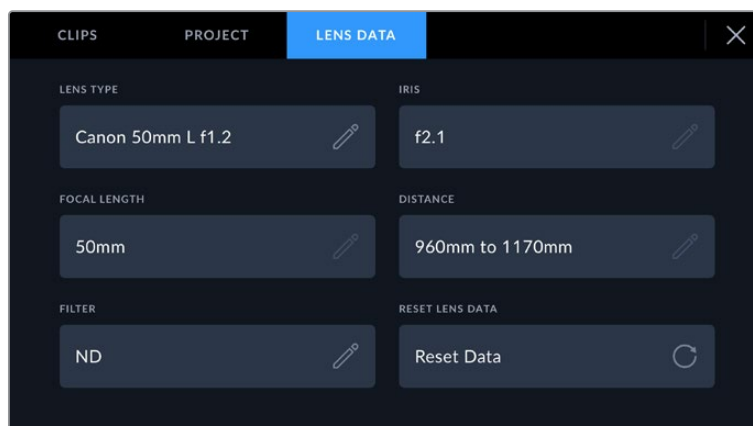 CLIPS PROJECT LENS DATA
LENS TYPE IRIS
Canon 50mm L f1.2 f2.1
FOCAL LENGTH DISTANCE
50mm 960mm to 1170mm
FILTER RESET LENS DATA
ND Reset Data